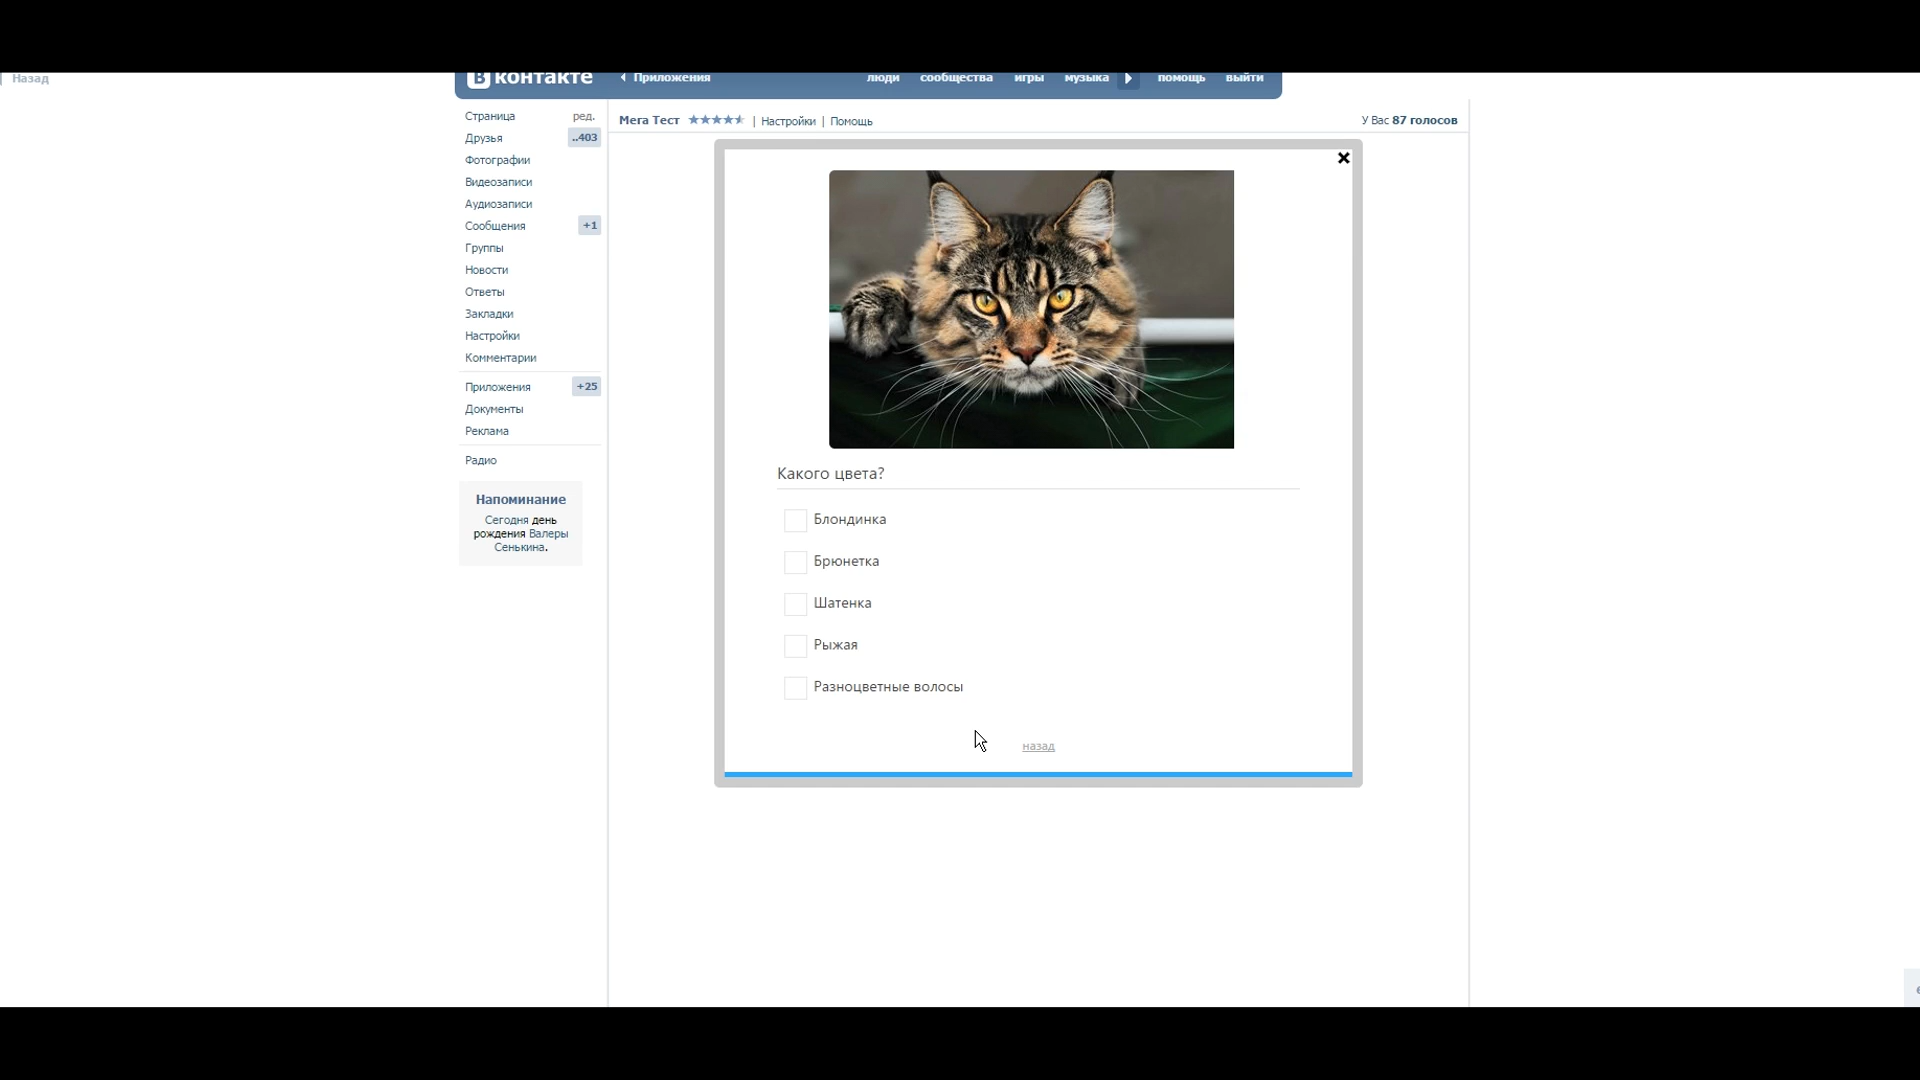 Назад
В контакте
Приложения
люди сообщества игры музыка помощь выйти
Страница ред.
Друзья ..403
Фотографии
Видеозаписи
Аудиозаписи
Сообщения +1
Группы
Новости
Ответы
Закладки
Настройки
Комментарии
Приложения +25
Документы
Реклама
Радио
Напоминание
Сегодня день
рождения Валеры
Сенькина.
Мега Тест | Настройки | Помощь
У Вас 87 голосов
Какого цвета?
Блондинка
Брюнетка
Шатенка
Рыжая
Разноцветные волосы
назад